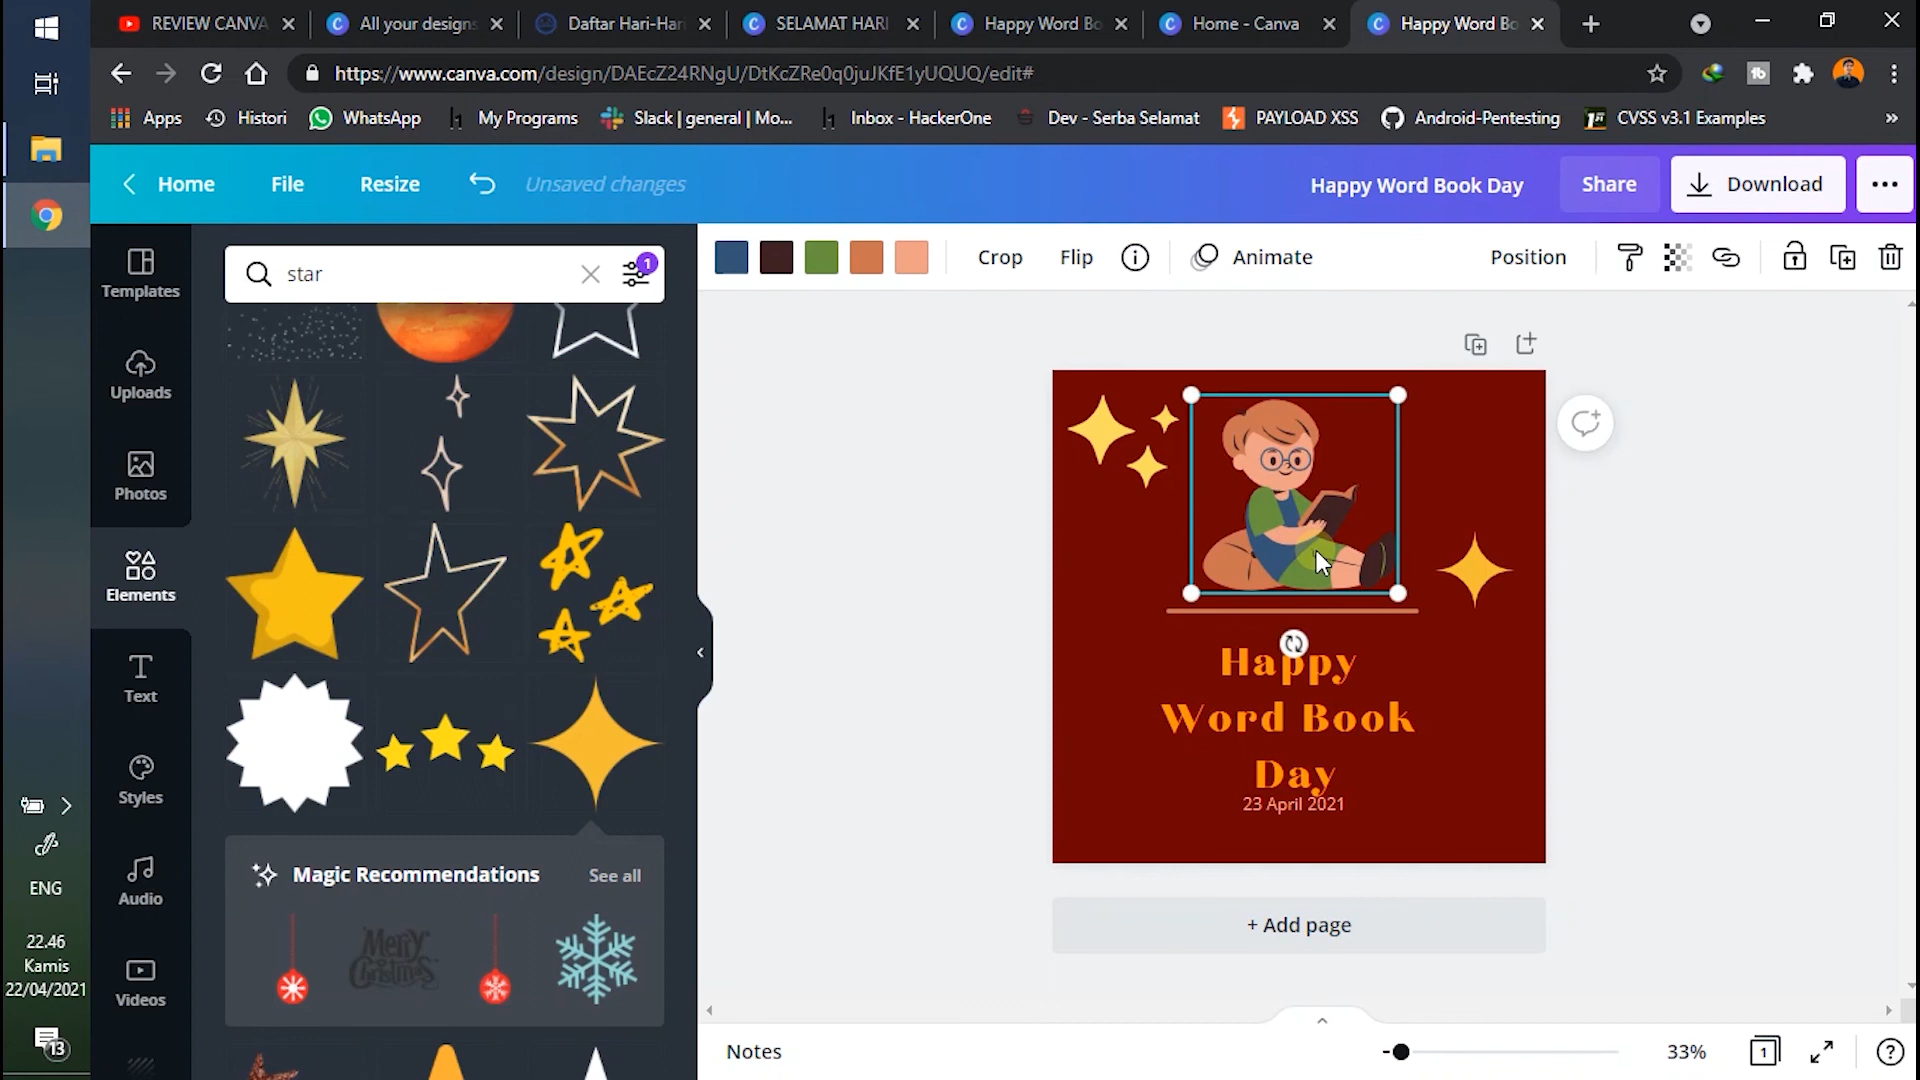 REVIEW CANVA
All your designs
Daftar Hari-Hari
SELAMAT HARI
Happy Word Bo
Home - Canva
Happy Word Bo
https://www.canva.com/design/DAEcZ24RNgU/DtKcZRe0q0juJKfE1yUQUQ/edit#
Apps
Histori
WhatsApp
My Programs
Slack | general | Mo...
Inbox - HackerOne
Dev - Serba Selamat
PAYLOAD XSS
Android-Pentesting
CVSS v3.1 Examples
»
Home
File
Resize
Unsaved changes
Happy Word Book Day
Share
Download
Templates
Uploads
Photos
Elements
Text
Styles
Audio
Videos
star
1
Crop
Flip
Animate
Position
Happy
Word Book
Day
23 April 2021
+ Add page
Magic Recommendations
See all
Merry
Christmas
Notes
33%
1
ENG
22.46
Kamis
22/04/2021
13